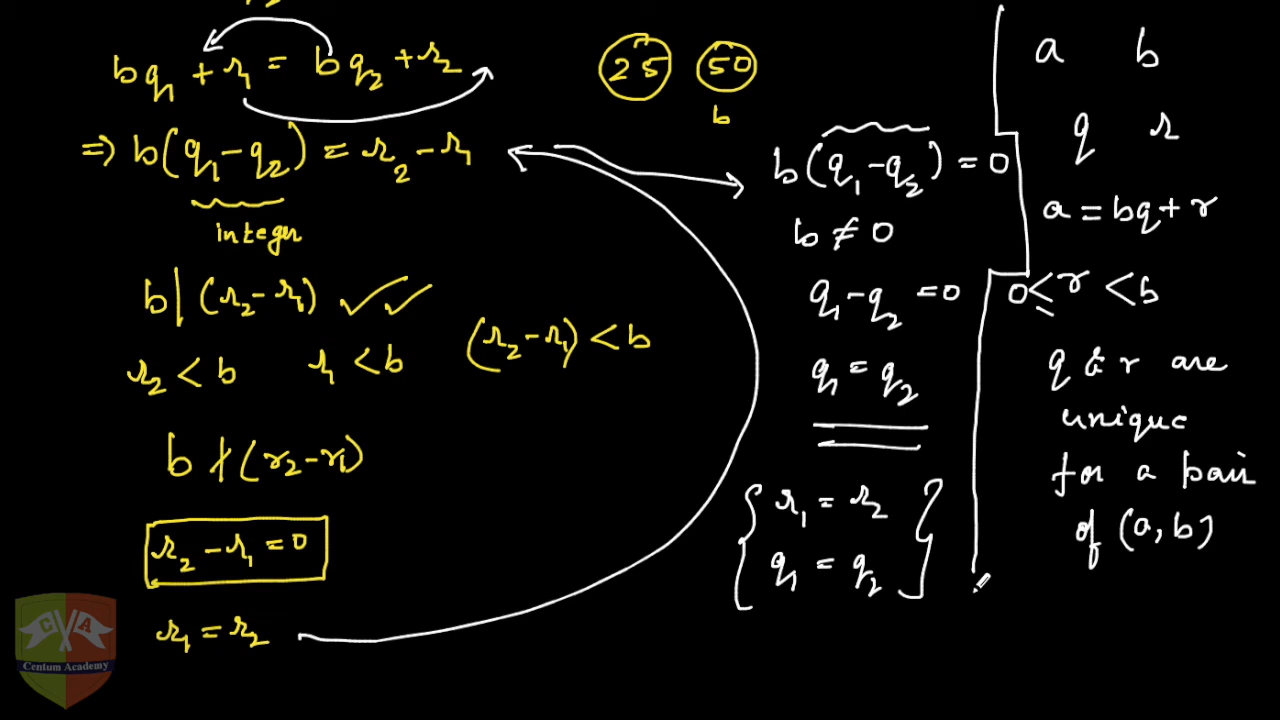 bq₁ + r₁ = bq₂ + r₂
⇒ b(q₁ - q₂) = r₂ - r₁
integer
b | (r₂ - r₁) ✓✓
r₂ < b r₁ < b (r₂ - r₁) < b
b ∤ (r₂ - r₁)
r₂ - r₁ = 0
r₁ = r₂
25 50
b
b(q₁ - q₂) = 0
b ≠ 0
q₁ - q₂ = 0
q₁ = q₂
{ r₁ = r₂
q₁ = q₂ }
a b
q r
a = bq + r
0 ≤ r < b
q & r are
unique
for a pair
of (a, b)
C A
Centum Academy